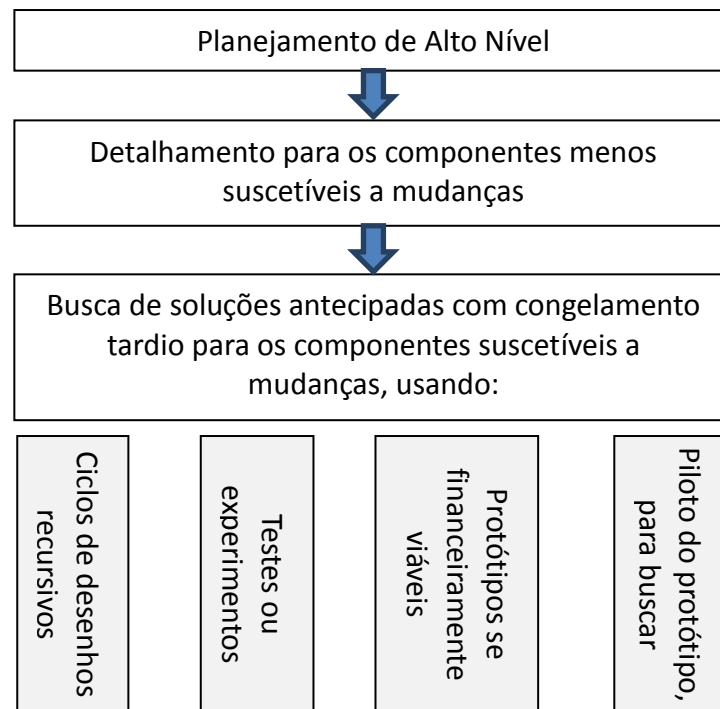 Planejamento de Alto Nível
Detalhamento para os componentes menos
suscetíveis a mudanças
Busca de soluções antecipadas com congelamento
tardio para os componentes suscetíveis a
mudanças, usando:
Ciclos de desenhos
recursivos
Testes ou
experimentos
Protótipos se
financeiramente
viáveis
Piloto do protótipo,
para buscar